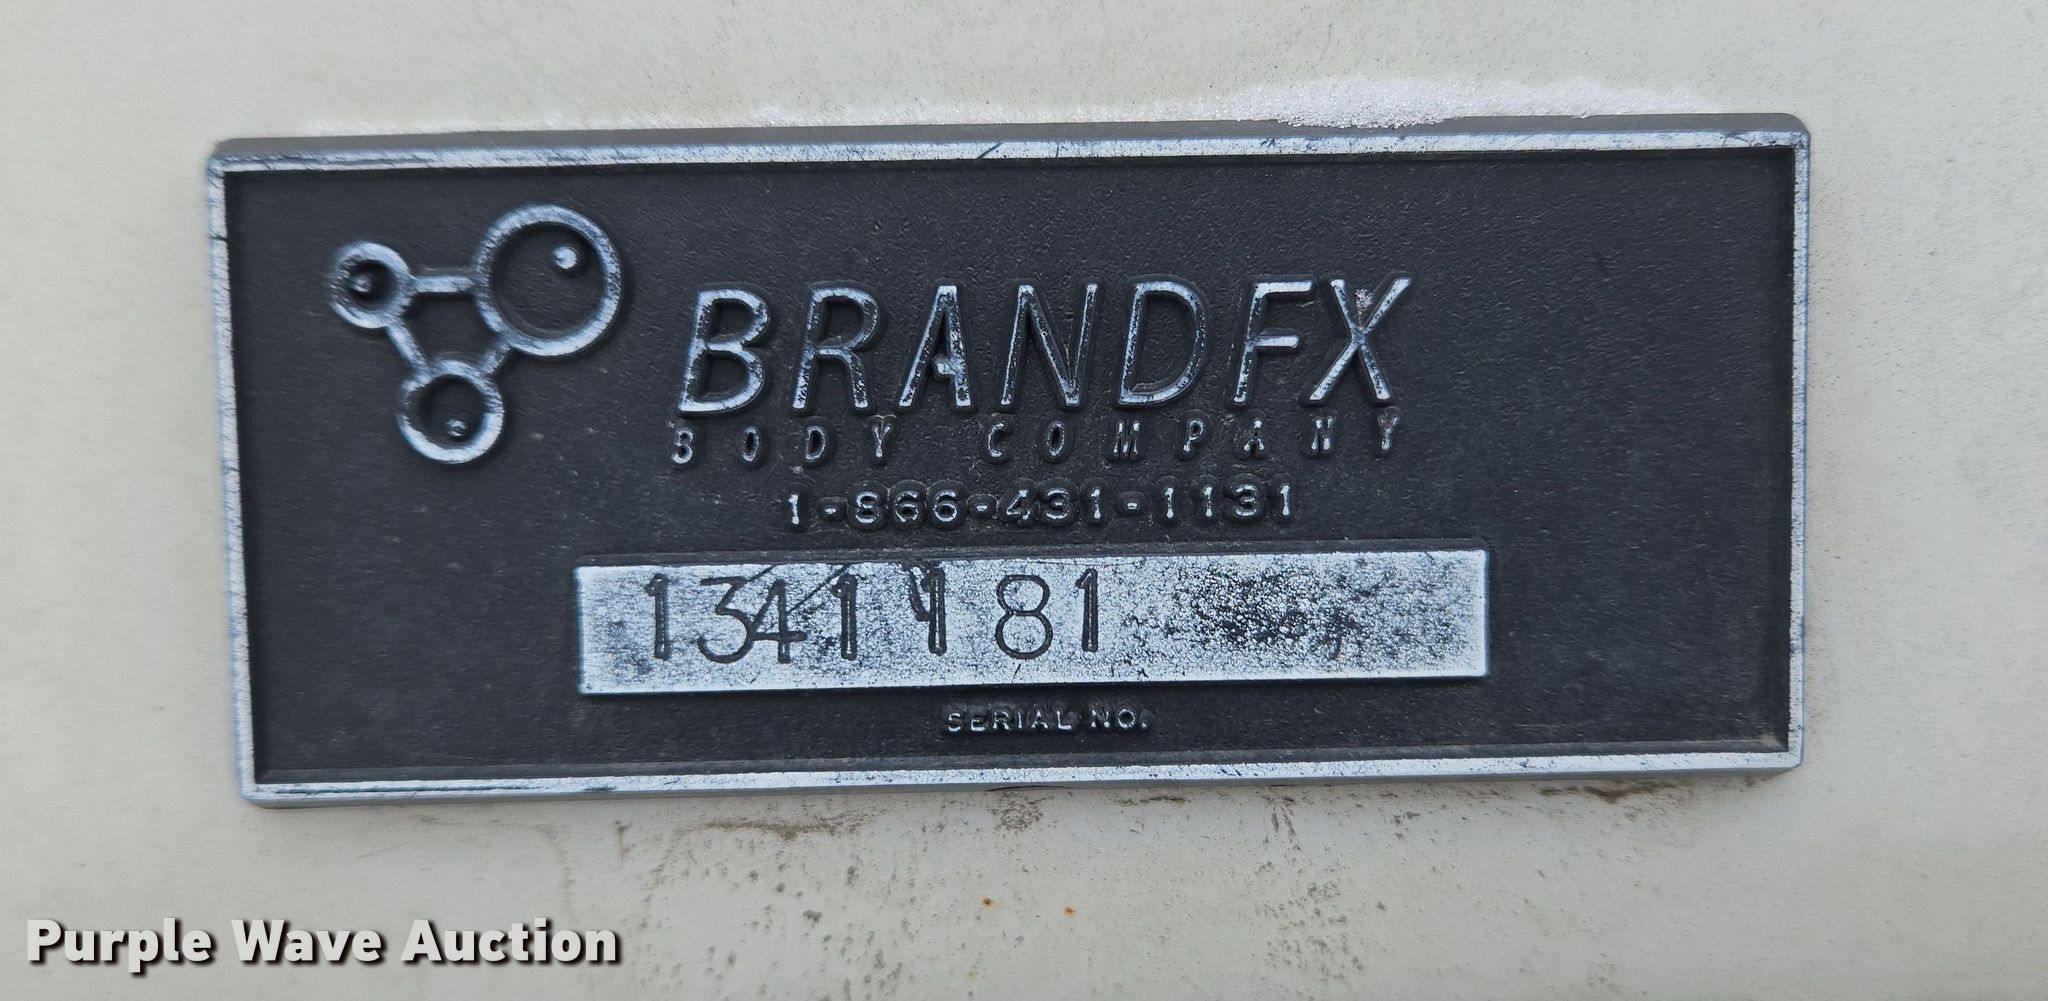 BRANDFX
BODY COMPANY
1-866-431-1131
1341181
SERIAL NO.
Purple Wave Auction